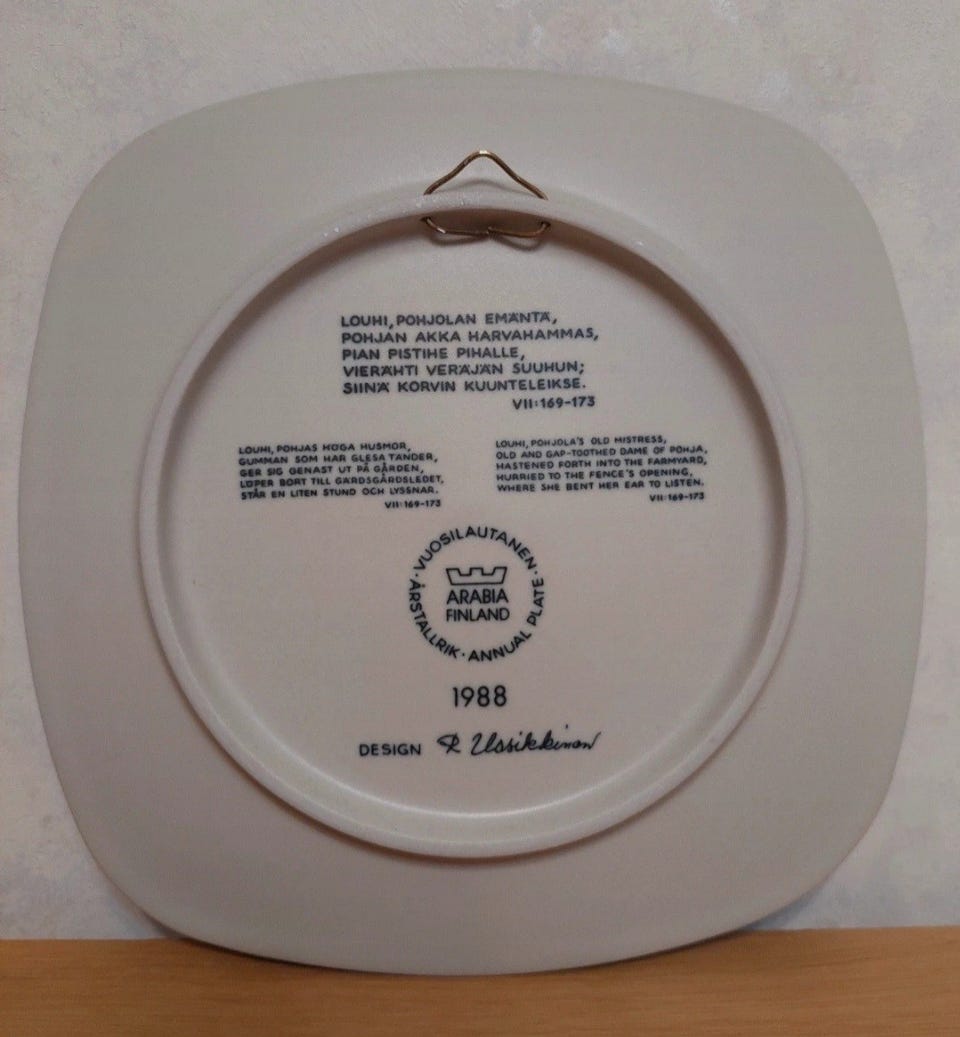 LOUHI, POHJOLAN EMÄNTÄ,
POHJAN AKKA HARVAHAMMAS,
PIAN PISTIHE PIHALLE,
VIERÄHTI VERÄJÄN SUUHUN;
SIINÄ KORVIN KUUNTELEIKSE.
VII:169-173
LOUHI, POHJAS HÖGA HUSMOR,
GUMMAN SOM HAR GLESA TÄNDER,
GER SIG GENAST UT PÅ GÅRDEN,
LÖPER BORT TILL GÄRDSGÅRDSLEDET,
STÅR EN LITEN STUND OCH LYSSNAR.
VII:169-173
LOUHI, POHJOLA'S OLD MISTRESS,
OLD AND GAP-TOOTHED DAME OF POHJA,
HASTENED FORTH INTO THE FARMYARD,
HURRIED TO THE FENCE'S OPENING,
WHERE SHE BENT HER EAR TO LISTEN.
VII:169-173
· VUOSILAUTANEN · ANNUAL PLATE · ÅRSTALLRIK
ARABIA
FINLAND
1988
DESIGN R Uosikkinen